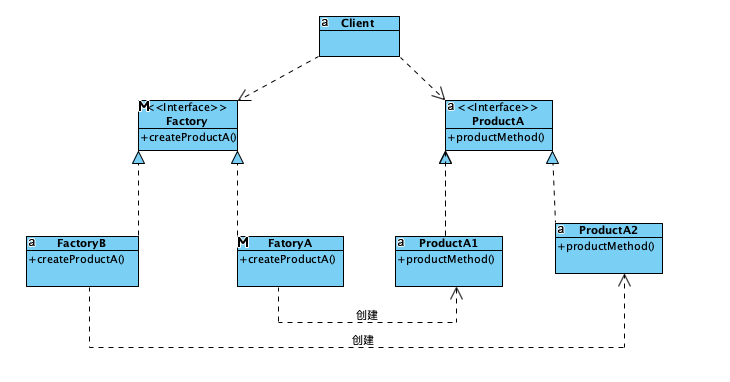 a Client
M <<Interface>>
Factory
+createProductA()
a <<Interface>>
ProductA
+productMethod()
a FactoryB
+createProductA()
M FatoryA
+createProductA()
a ProductA1
+productMethod()
a ProductA2
+productMethod()
创建
创建